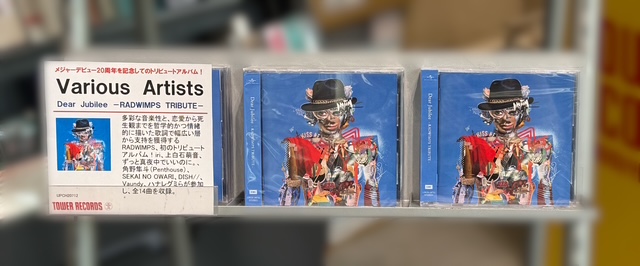 メジャーデビュー20周年を記念してのトリビュートアルバム!
Various Artists
Dear Jubilee -RADWIMPS TRIBUTE-
多彩な音楽性と、恋愛から死
生観までを哲学的かつ情緒
的に描いた歌詞で幅広い層
から支持を獲得する
RADWIMPS、初のトリビュート
アルバム!in、上白石萌音、
ずっと真夜中でいいのに。、
角野隼斗(Penthouse)、
SEKAI NO OWARI, DISH//,
Vaundy, ハナレグミらが参加
し、全14曲を収録。
TOWER RECORDS
Dear Jubilee -RADWIMPS TRIBUTE-
Dear Jubilee -RADWIMPS TRIBUTE-